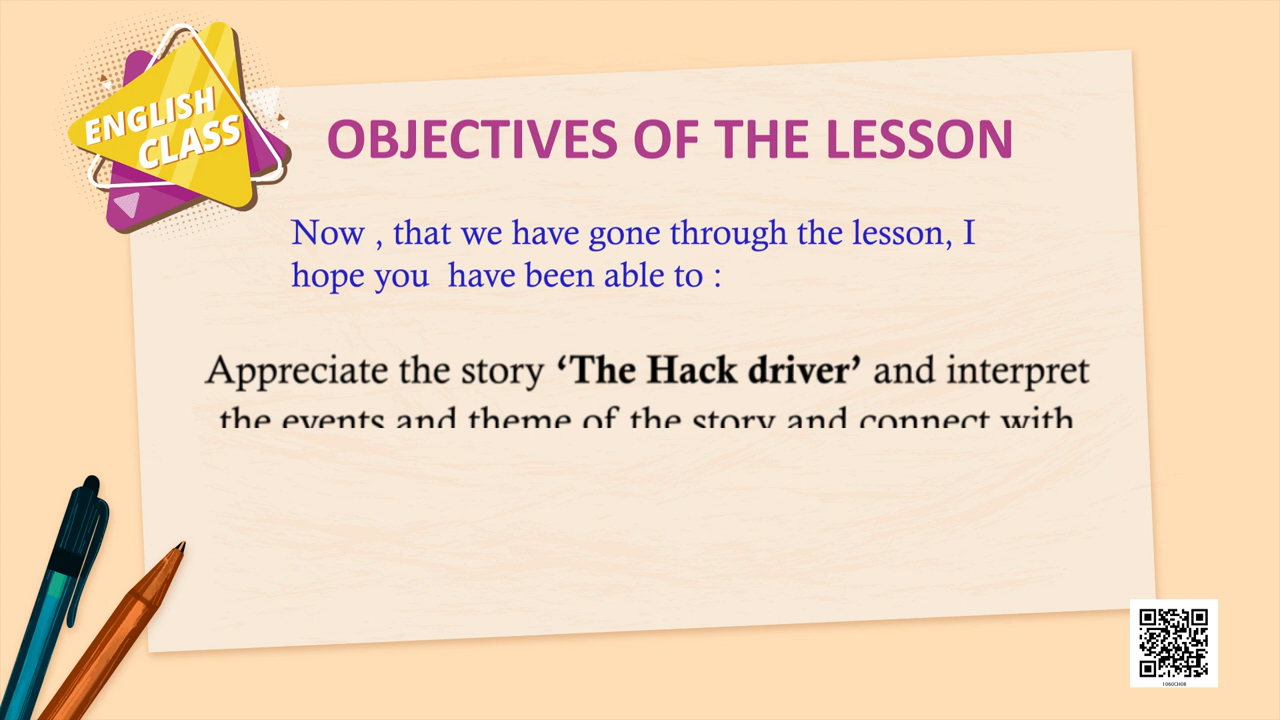 ENGLISH
CLASS
OBJECTIVES OF THE LESSON
Now , that we have gone through the lesson, I
hope you  have been able to :
Appreciate the story ‘The Hack driver’ and interpret
the events and theme of the story and connect with
1060CH08